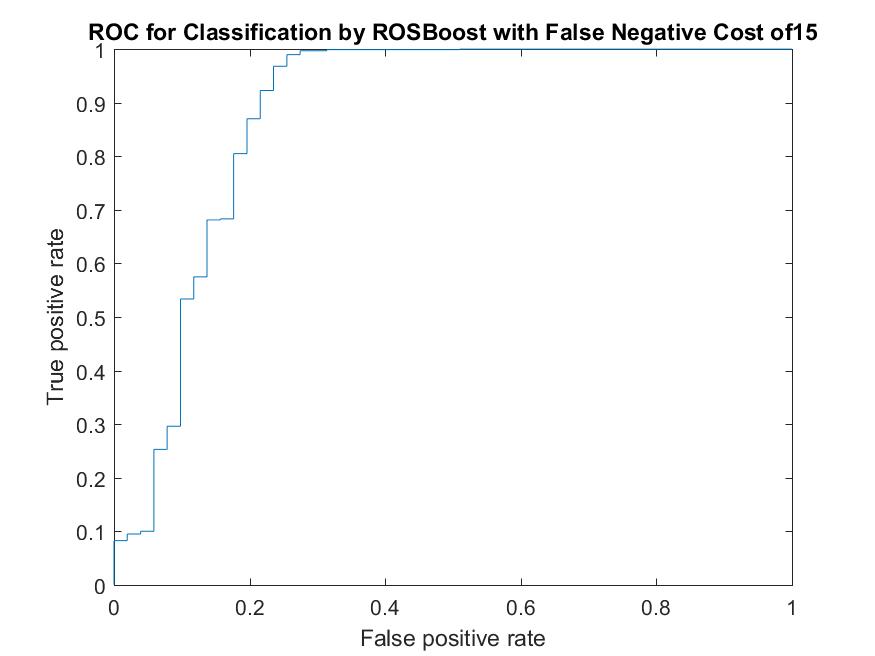 ROC for Classification by ROSBoost with False Negative Cost of15
1
0.9
0.8
0.7
0.6
0.5
0.4
0.3
0.2
0.1
0
True positive rate
0 0.2 0.4 0.6 0.8 1
False positive rate